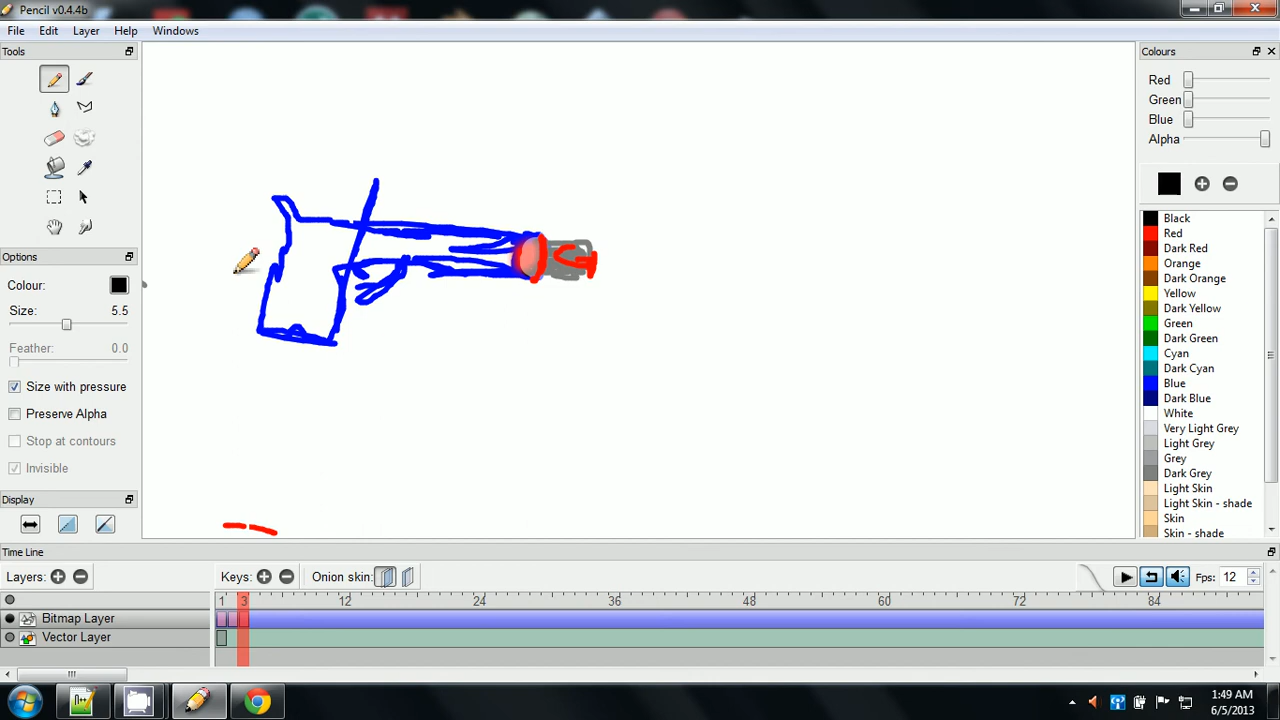 Pencil v0.4.4b
File Edit Layer Help Windows
Tools
Colours
Red
Green
Blue
Alpha
Options
Colour:
Size: 5.5
Feather: 0.0
Size with pressure
Preserve Alpha
Stop at contours
Invisible
Display
Black
Red
Dark Red
Orange
Dark Orange
Yellow
Dark Yellow
Green
Dark Green
Cyan
Dark Cyan
Blue
Dark Blue
White
Very Light Grey
Light Grey
Grey
Dark Grey
Light Skin
Light Skin - shade
Skin
Skin - shade
Time Line
Layers: Keys: Onion skin: Fps: 12
1 3 12 24 36 48 60 72 84
Bitmap Layer
Vector Layer
1:49 AM
6/5/2013